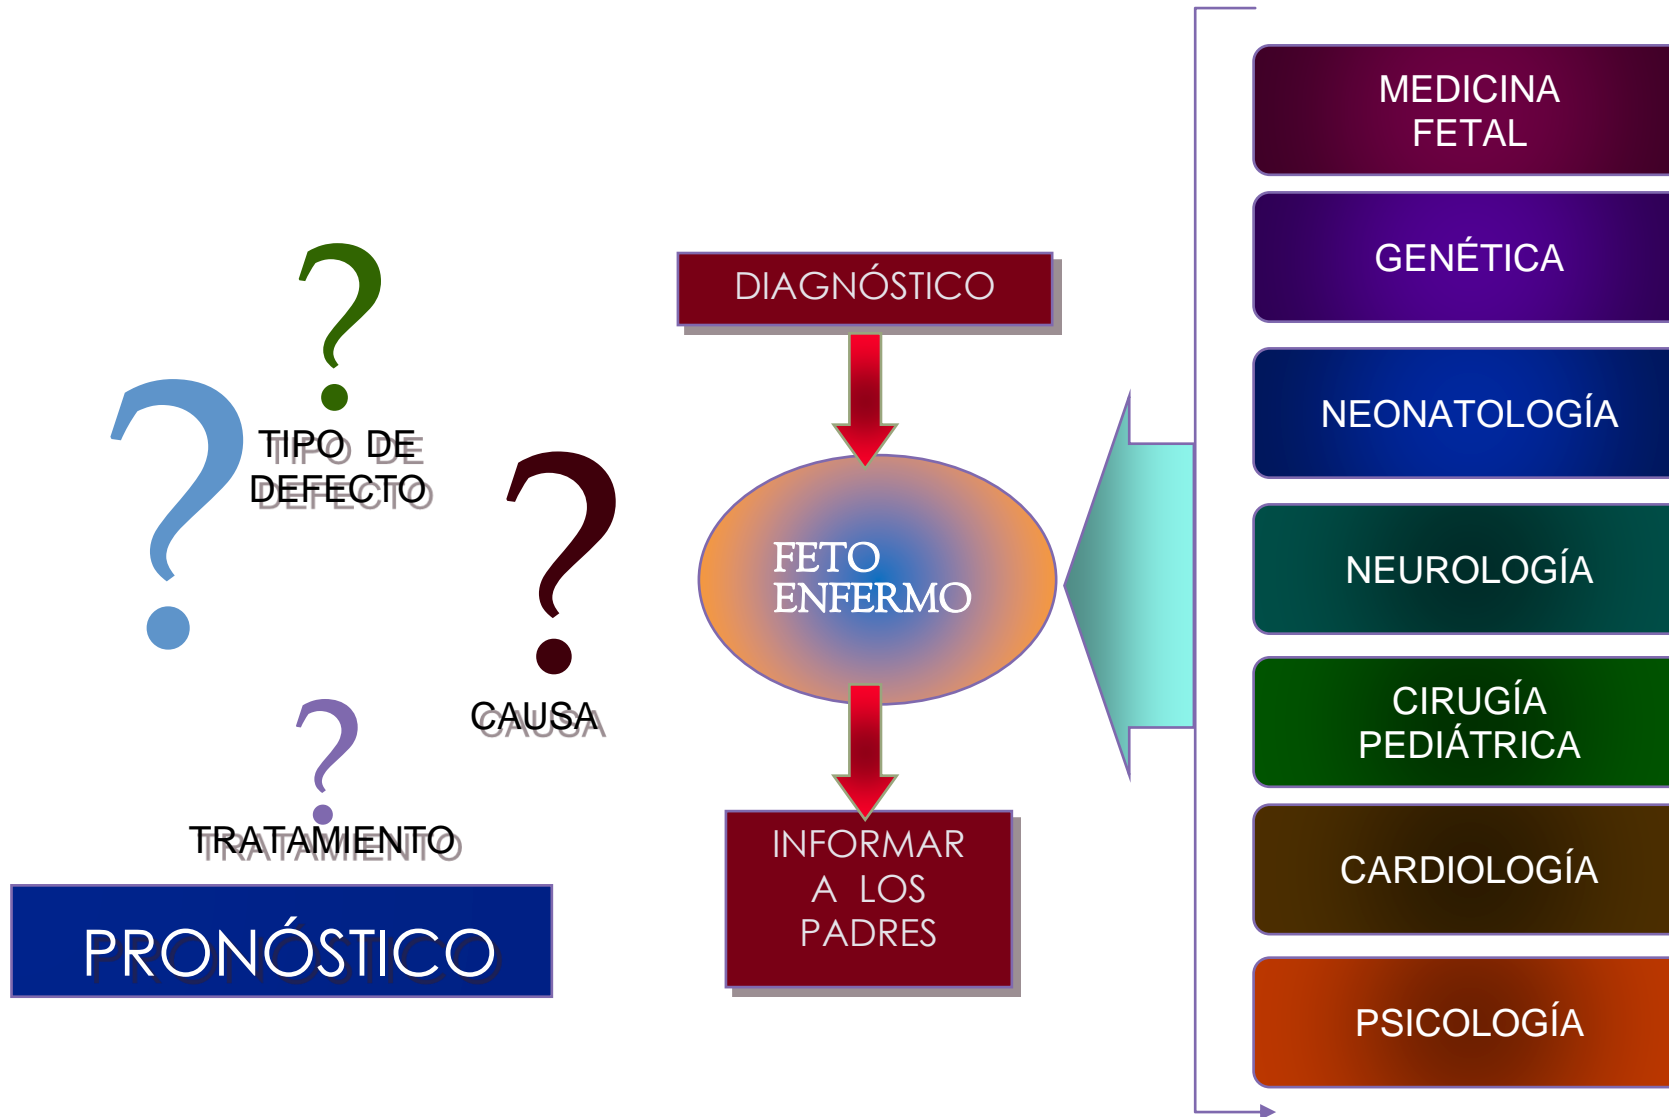 ?
TIPO DE
DEFECTO
?
?
CAUSA
?
TRATAMIENTO
PRONÓSTICO
DIAGNÓSTICO
FETO
ENFERMO
INFORMAR
A LOS
PADRES
MEDICINA
FETAL
GENÉTICA
NEONATOLOGÍA
NEUROLOGÍA
CIRUGÍA
PEDIÁTRICA
CARDIOLOGÍA
PSICOLOGÍA